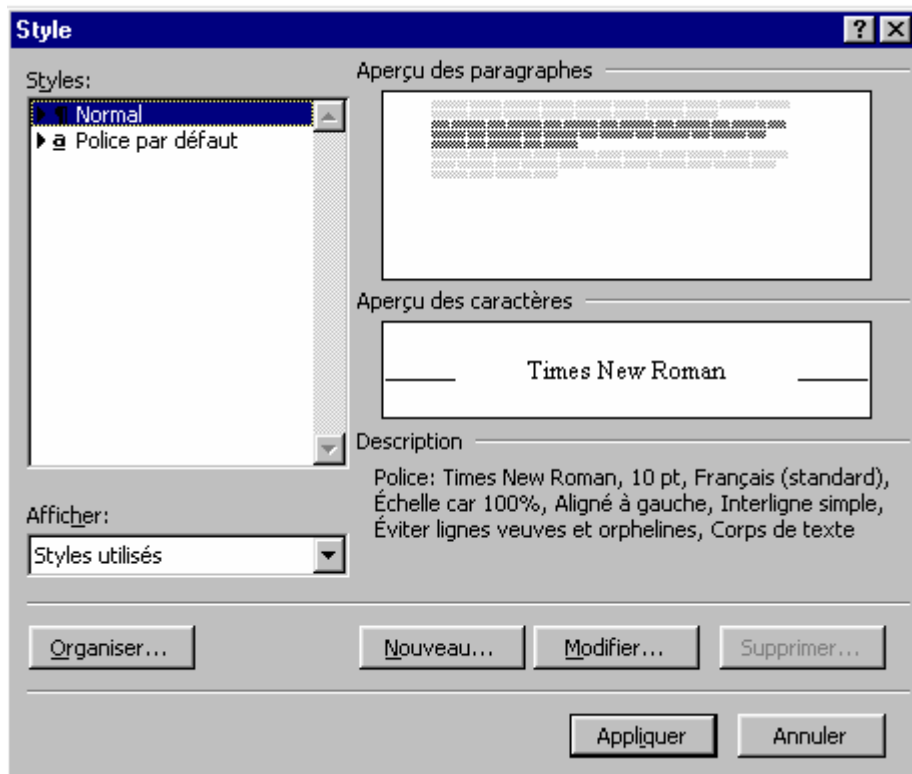 Style
Styles:
¶ Normal
a Police par défaut
Afficher:
Styles utilisés
Aperçu des paragraphes
Aperçu des caractères
Times New Roman
Description
Police: Times New Roman, 10 pt, Français (standard),
Échelle car 100%, Aligné à gauche, Interligne simple,
Éviter lignes veuves et orphelines, Corps de texte
Organiser...
Nouveau...
Modifier...
Supprimer...
Appliquer
Annuler